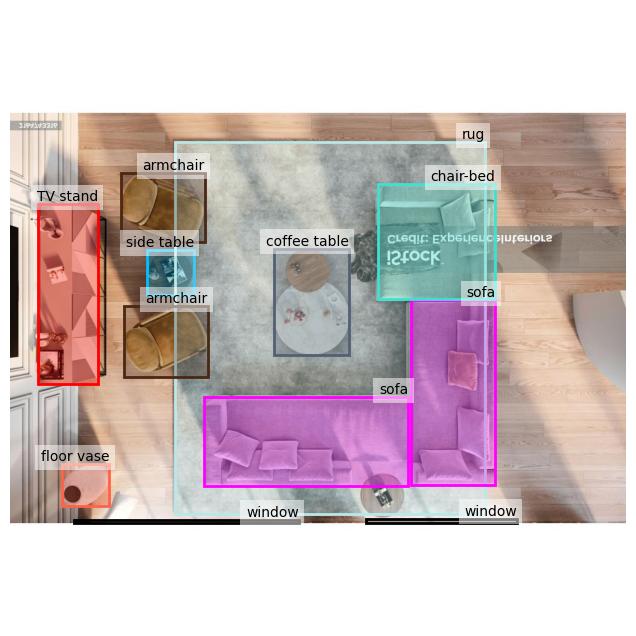 rug
armchair
chair-bed
TV stand
side table
coffee table
Credit: ExperienceInteriors
iStock
armchair
sofa
sofa
floor vase
window
window